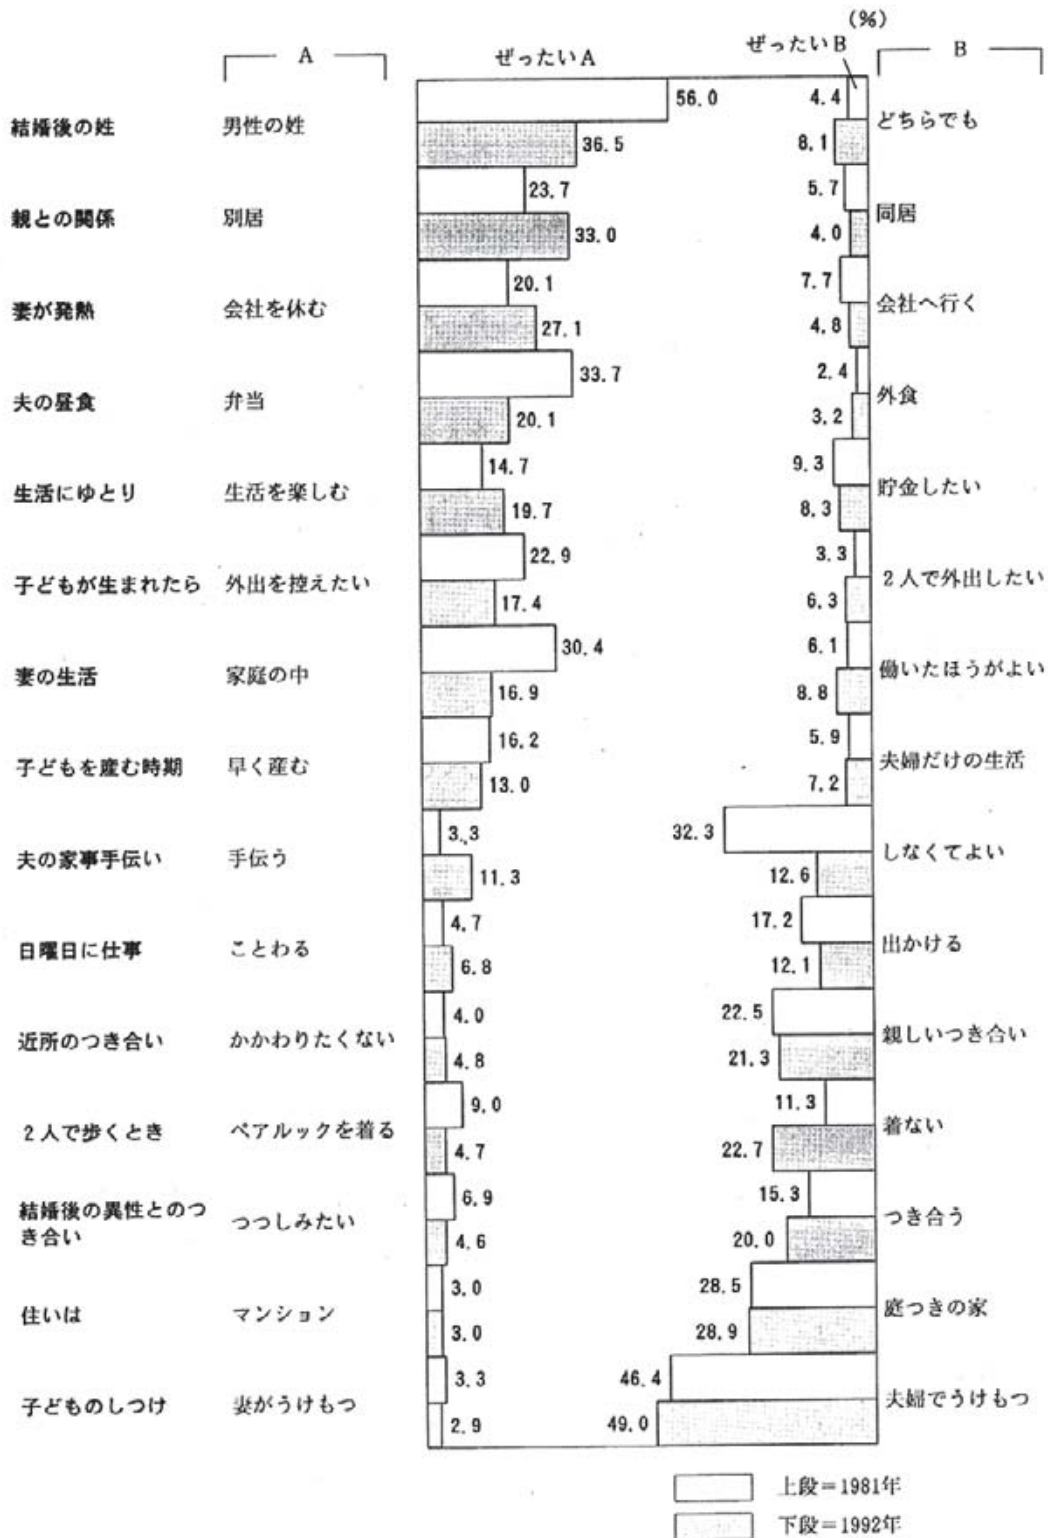 (%)
A ぜったいA ぜったいB B
結婚後の姓 男性の姓 56.0 4.4 どちらでも
36.5 8.1
親との関係 別居 23.7 5.7 同居
33.0 4.0
妻が発熱 会社を休む 20.1 7.7 会社へ行く
27.1 4.8
夫の昼食 弁当 33.7 2.4 外食
20.1 3.2
生活にゆとり 生活を楽しむ 14.7 9.3 貯金したい
19.7 8.3
子どもが生まれたら 外出を控えたい 22.9 3.3 2人で外出したい
17.4 6.3
妻の生活 家庭の中 30.4 6.1 働いたほうがよい
16.9 8.8
子どもを産む時期 早く産む 16.2 5.9 夫婦だけの生活
13.0 7.2
夫の家事手伝い 手伝う 3.3 32.3 しなくてよい
11.3 12.6
日曜日に仕事 ことわる 4.7 17.2 出かける
6.8 12.1
近所のつき合い かかわりたくない 4.0 22.5 親しいつき合い
4.8 21.3
2人で歩くとき ペアルックを着る 9.0 11.3 着ない
4.7 22.7
結婚後の異性とのつ
き合い つつしみたい 6.9 15.3 つき合う
4.6 20.0
住いは マンション 3.0 28.5 庭つきの家
3.0 28.9
子どものしつけ 妻がうけもつ 3.3 46.4 夫婦でうけもつ
2.9 49.0
上段=1981年
下段=1992年